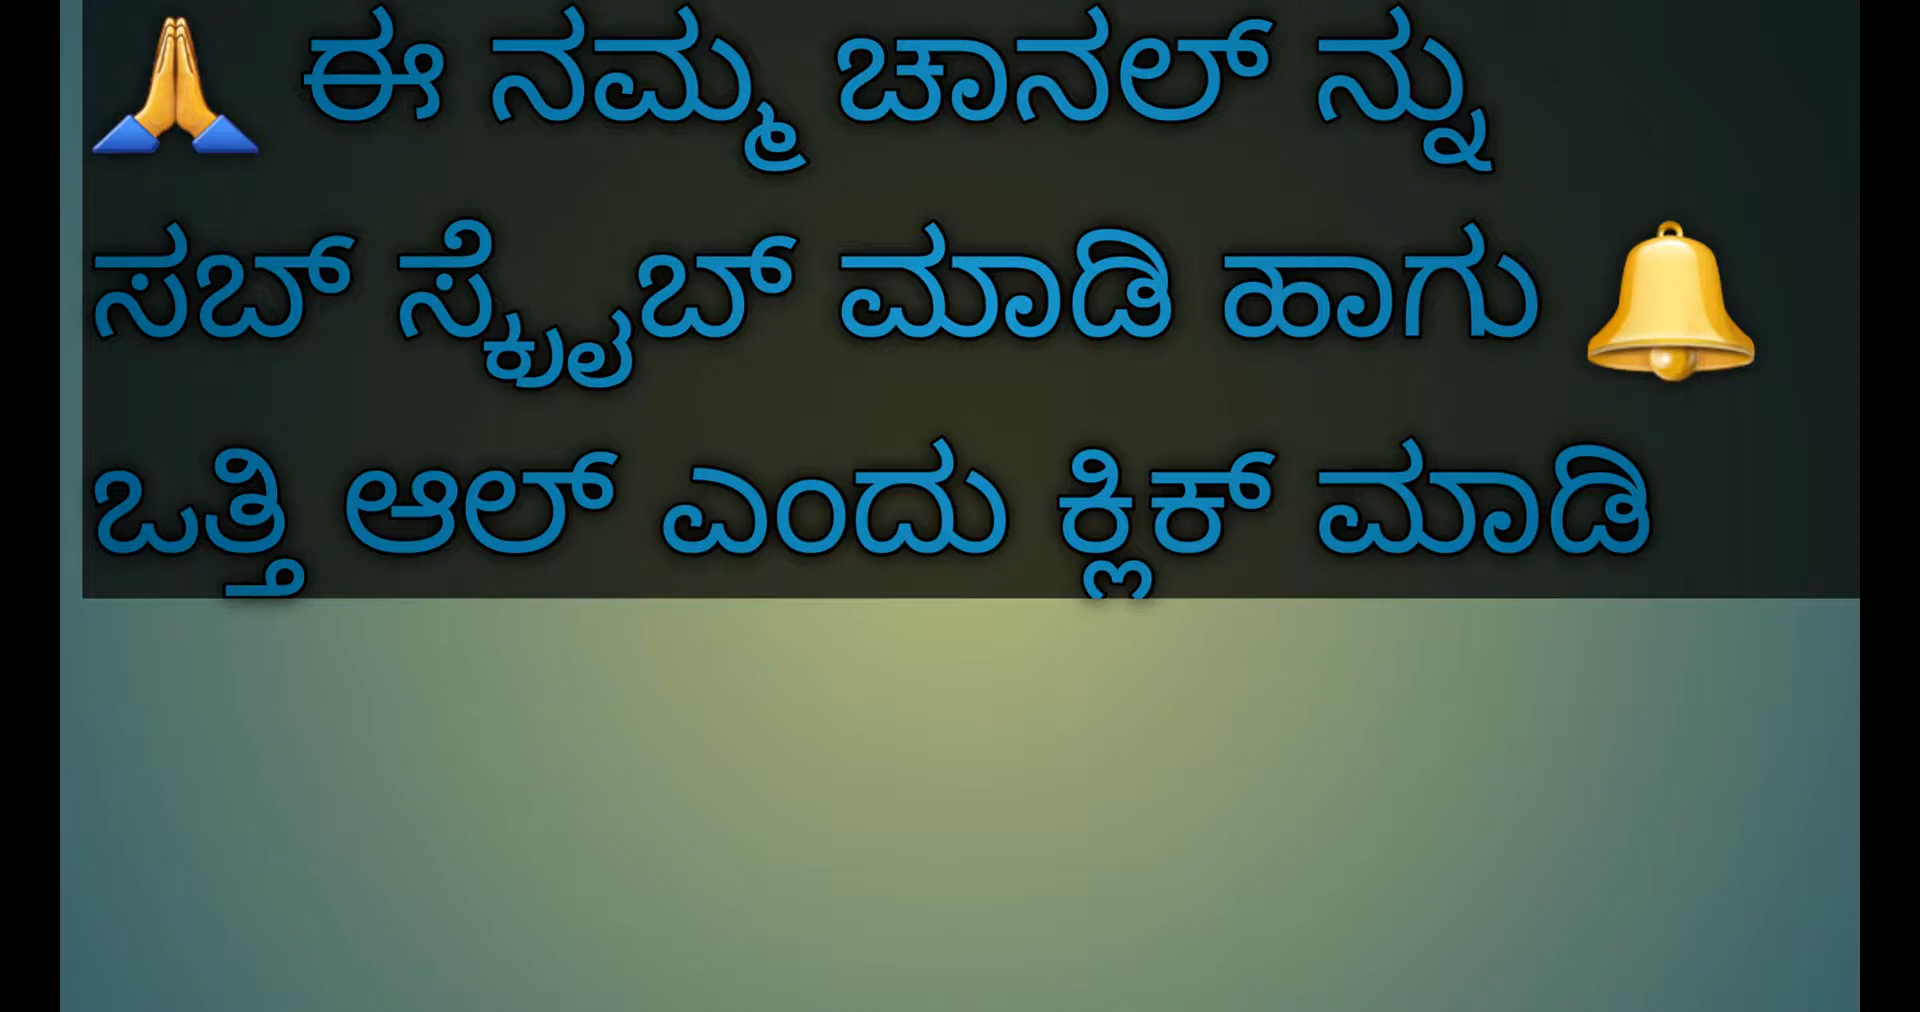 🙏 ಈ ನಮ್ಮ ಚಾನಲ್ ನ್ನು
ಸಬ್ ಸ್ಕ್ರೈಬ್ ಮಾಡಿ ಹಾಗು 🔔
ಒತ್ತಿ ಆಲ್ ಎಂದು ಕ್ಲಿಕ್ ಮಾಡಿ